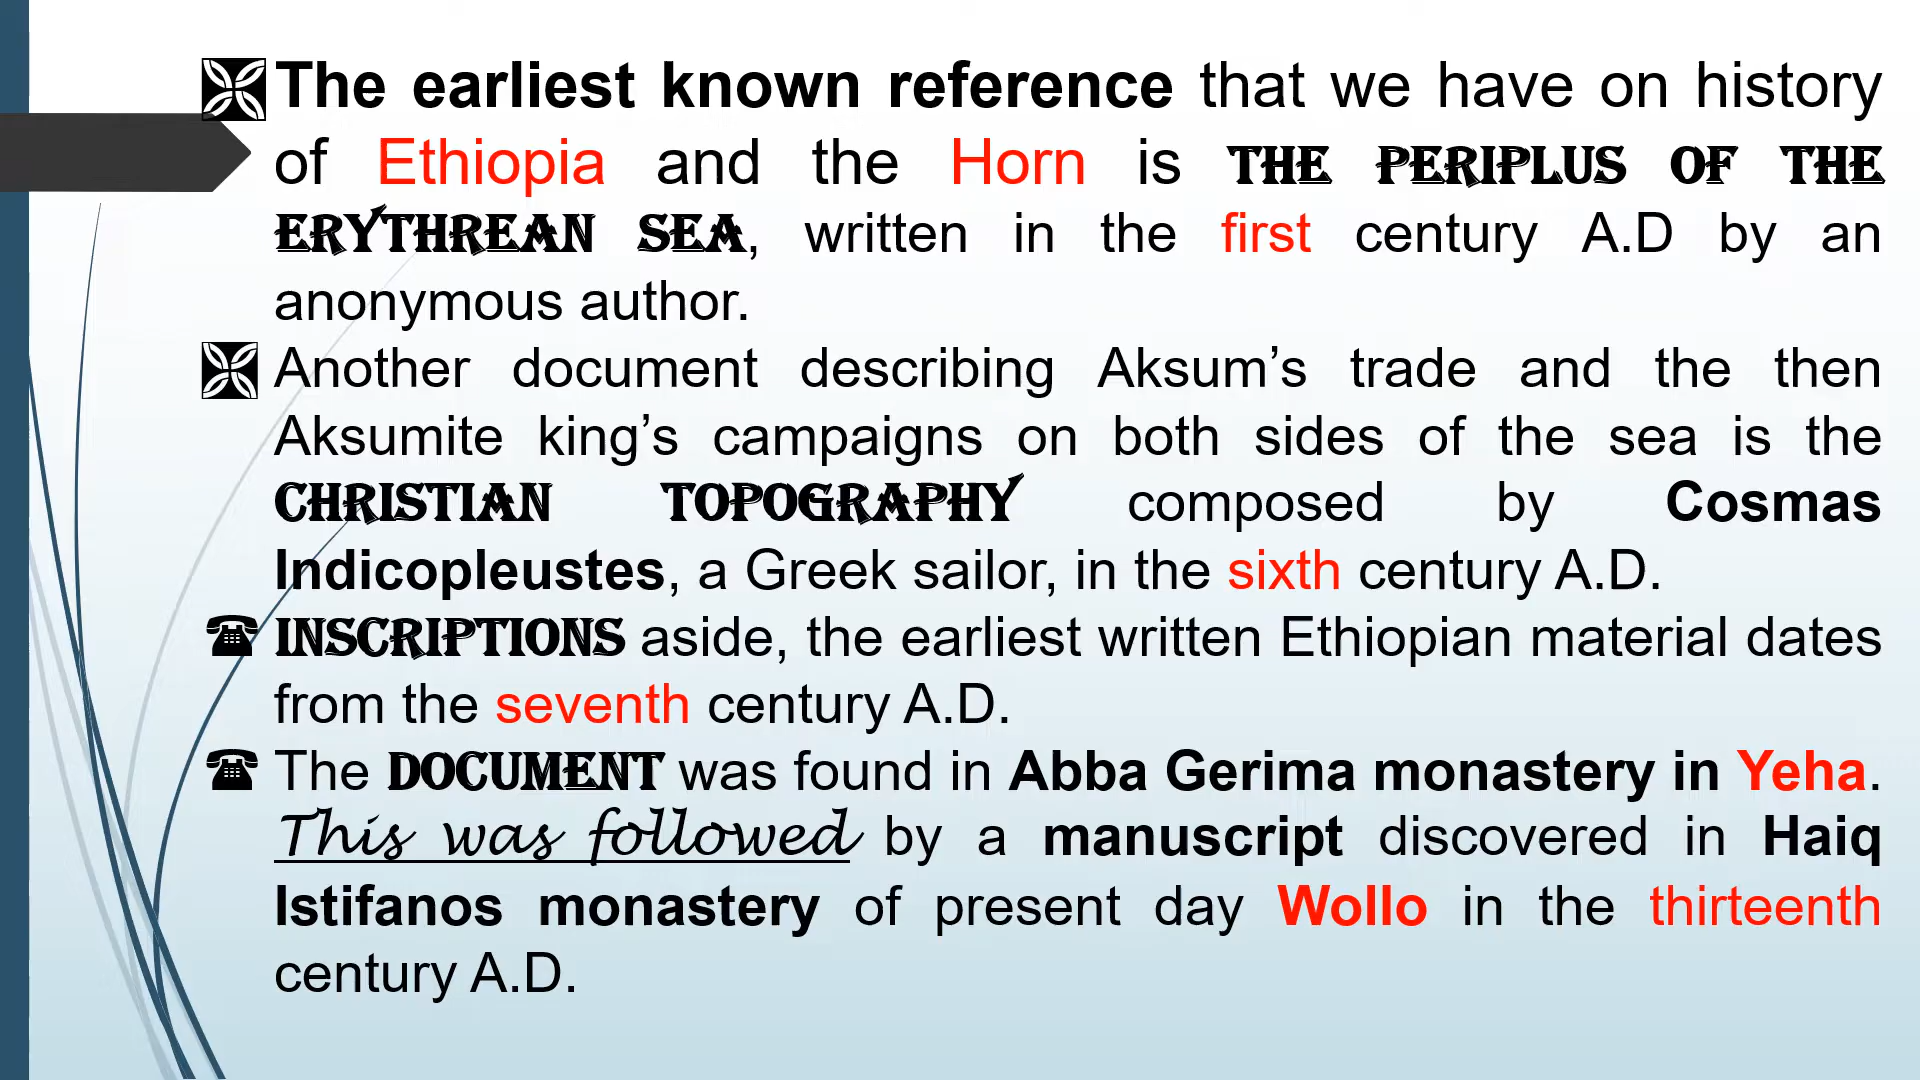 The earliest known reference that we have on history
of Ethiopia and the Horn is THE PERIPLUS OF THE
ERYTHREAN SEA, written in the first century A.D by an
anonymous author.
Another document describing Aksum’s trade and the then
Aksumite king’s campaigns on both sides of the sea is the
CHRISTIAN TOPOGRAPHY composed by Cosmas
Indicopleustes, a Greek sailor, in the sixth century A.D.
INSCRIPTIONS aside, the earliest written Ethiopian material dates
from the seventh century A.D.
The DOCUMENT was found in Abba Gerima monastery in Yeha.
This was followed by a manuscript discovered in Haiq
Istifanos monastery of present day Wollo in the thirteenth
century A.D.